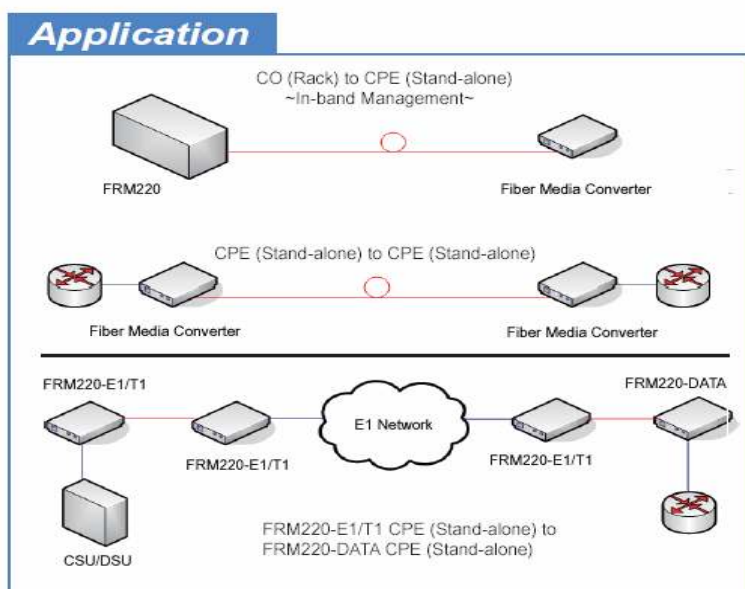 Application
CO (Rack) to CPE (Stand-alone)
~In-band Management~
FRM220
Fiber Media Converter
CPE (Stand-alone) to CPE (Stand-alone)
Fiber Media Converter
Fiber Media Converter
FRM220-E1/T1
FRM220-DATA
E1 Network
FRM220-E1/T1
FRM220-E1/T1
CSU/DSU
FRM220-E1/T1 CPE (Stand-alone) to
FRM220-DATA CPE (Stand-alone)